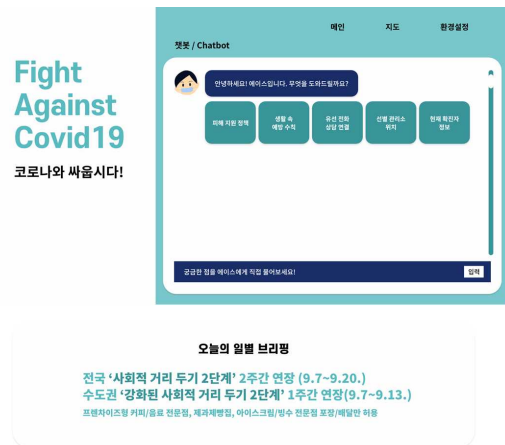 메인 지도 환경설정
챗봇 / Chatbot
Fight
Against
Covid19
코로나와 싸웁시다!
안녕하세요! 에이스입니다. 무엇을 도와드릴까요?
피해 지원 정책
생활 속
예방 수칙
유선 전화
상담 연결
선별 관리소
위치
현재 확진자
정보
궁금한 점을 에이스에게 직접 물어보세요!
입력
오늘의 일별 브리핑
전국 ‘사회적 거리 두기 2단계’ 2주간 연장 (9.7~9.20.)
수도권 ‘강화된 사회적 거리 두기 2단계’ 1주간 연장(9.7~9.13.)
프랜차이즈형 커피/음료 전문점, 제과제빵점, 아이스크림/빙수 전문점 포장/배달만 허용